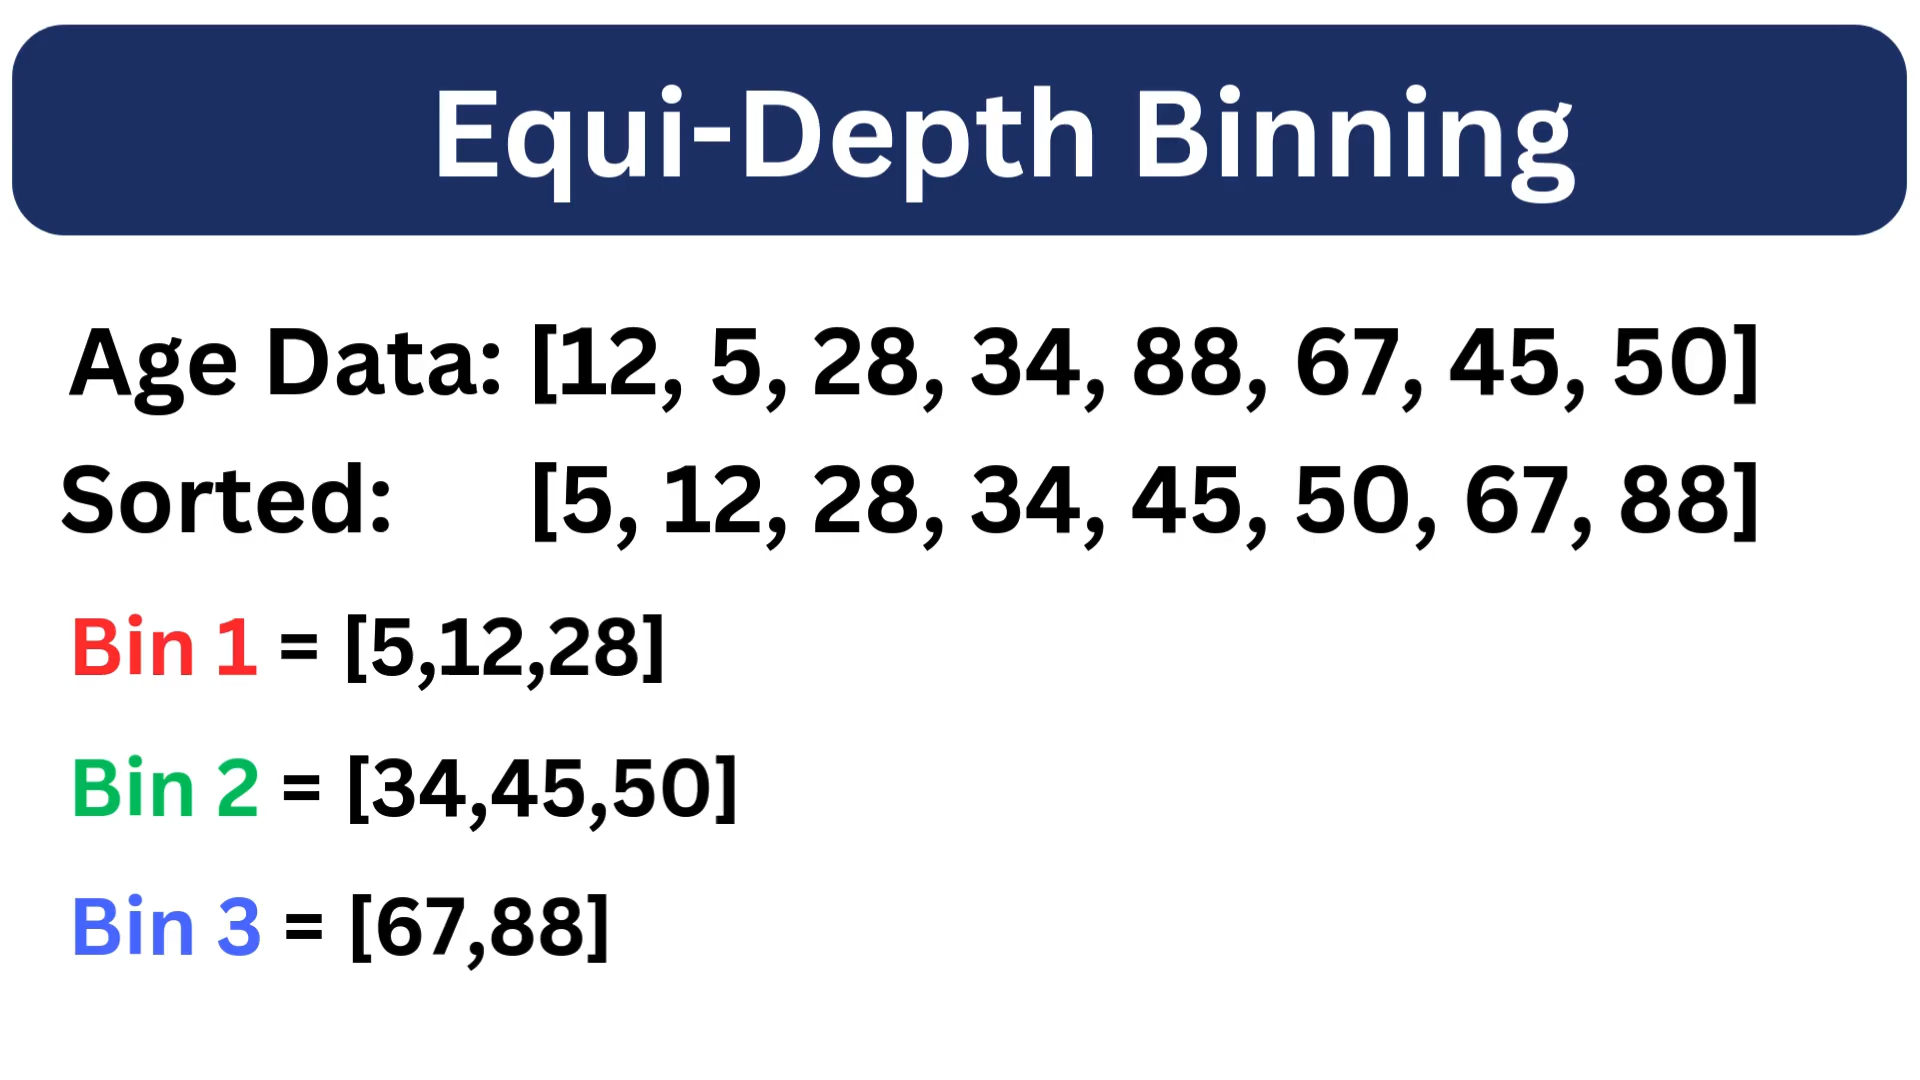 Equi-Depth Binning
Age Data: [12, 5, 28, 34, 88, 67, 45, 50]
Sorted: [5, 12, 28, 34, 45, 50, 67, 88]
Bin 1 = [5,12,28]
Bin 2 = [34,45,50]
Bin 3 = [67,88]